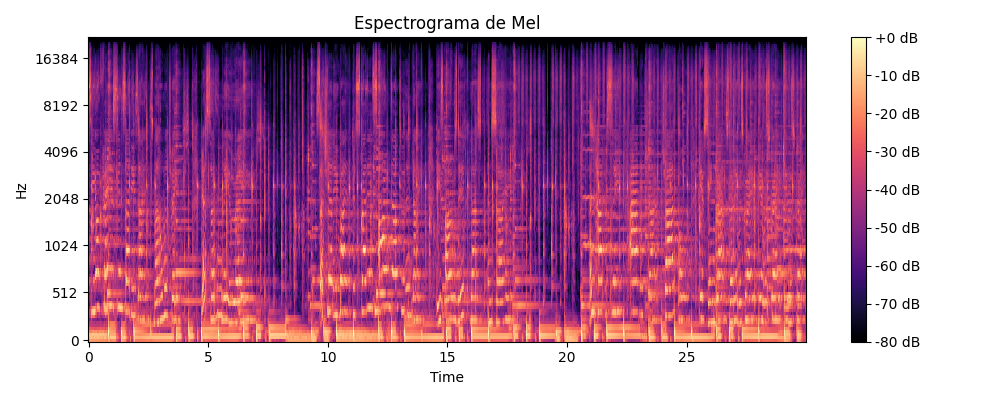 Espectrograma de Mel
Hz
16384
8192
4096
2048
1024
512
0
0 5 10 15 20 25
Time
+0 dB
-10 dB
-20 dB
-30 dB
-40 dB
-50 dB
-60 dB
-70 dB
-80 dB